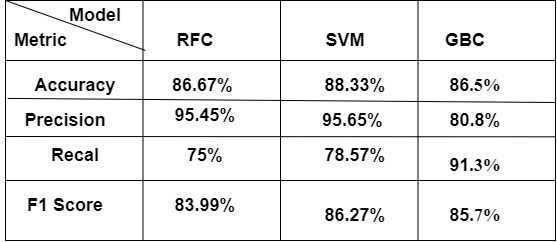 Model
Metric RFC SVM GBC
Accuracy 86.67% 88.33% 86.5%
Precision 95.45% 95.65% 80.8%
Recal 75% 78.57% 91.3%
F1 Score 83.99% 86.27% 85.7%